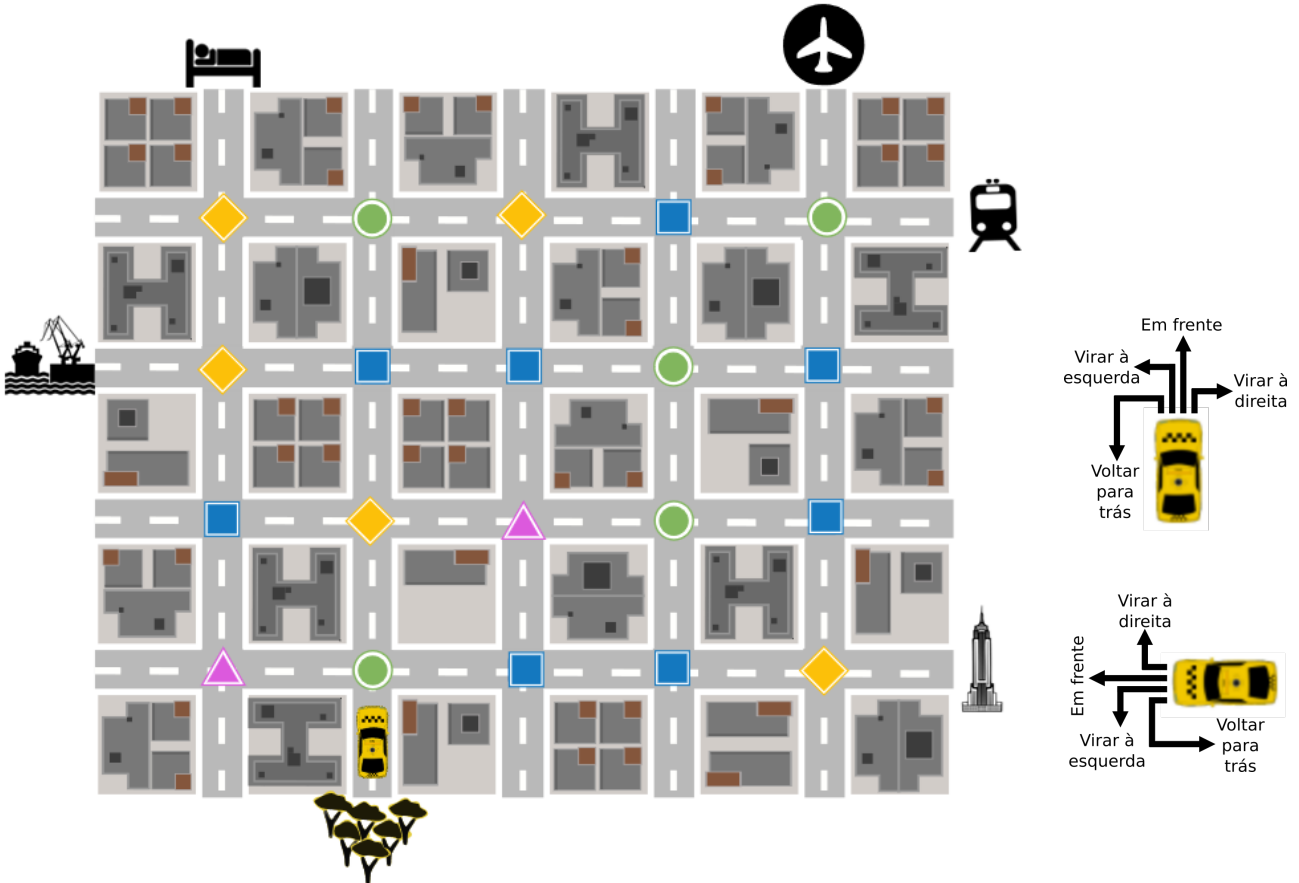 Em frente
Virar à
esquerda
Virar à
direita
Voltar
para
trás
Virar à
direita
Em frente
Virar à
esquerda
Voltar
para
trás